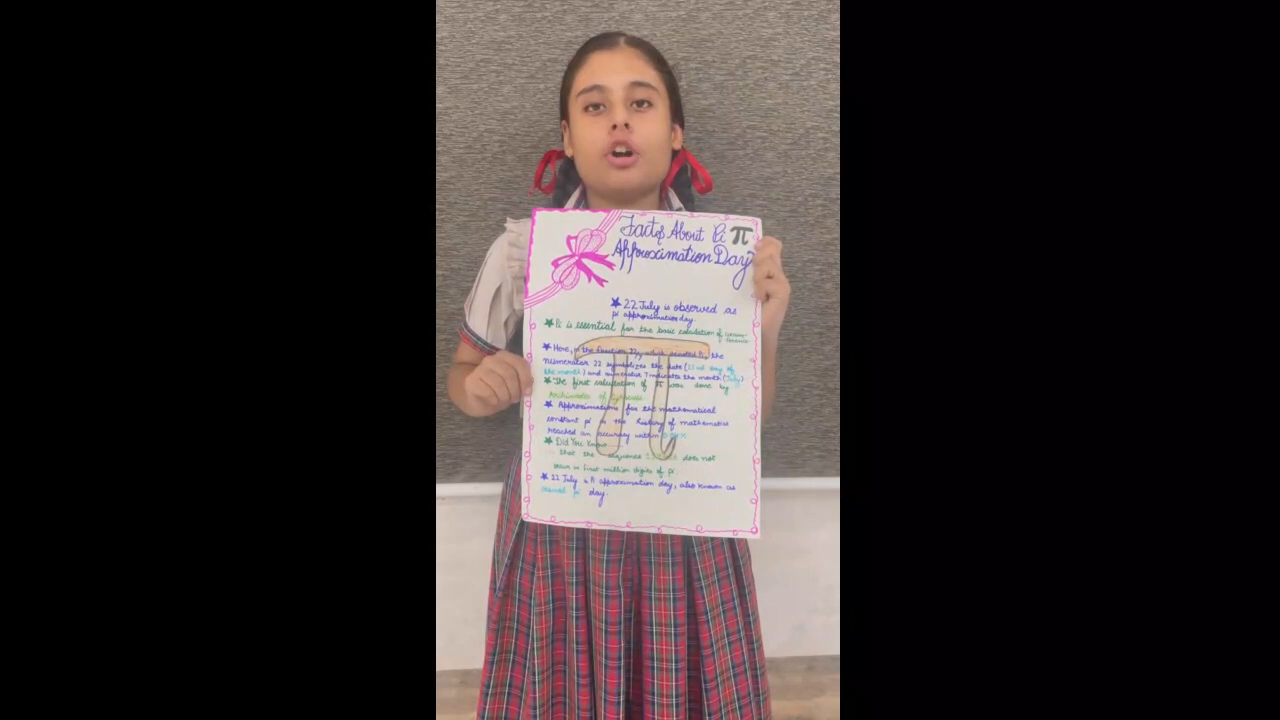 Facts About Pi π
Approximation Day
22 July is observed as
pi approximation day.
Pi is essential for the basic calculation of
Here, in the fraction 22/7, which denoted Pi, the
numerator 22 symbolizes the date (22nd day of
the month) and numerator 7 indicates the month (July)
The first calculation of π was done by
Archimedes of Syracuse.
Approximations for the mathematical
constant pi in the history of mathematics
reached an accuracy within
Did You Know
that the sequence does not
occur in first million digits of pi.
22 July is Pi approximation day, also known as
casual pi day.